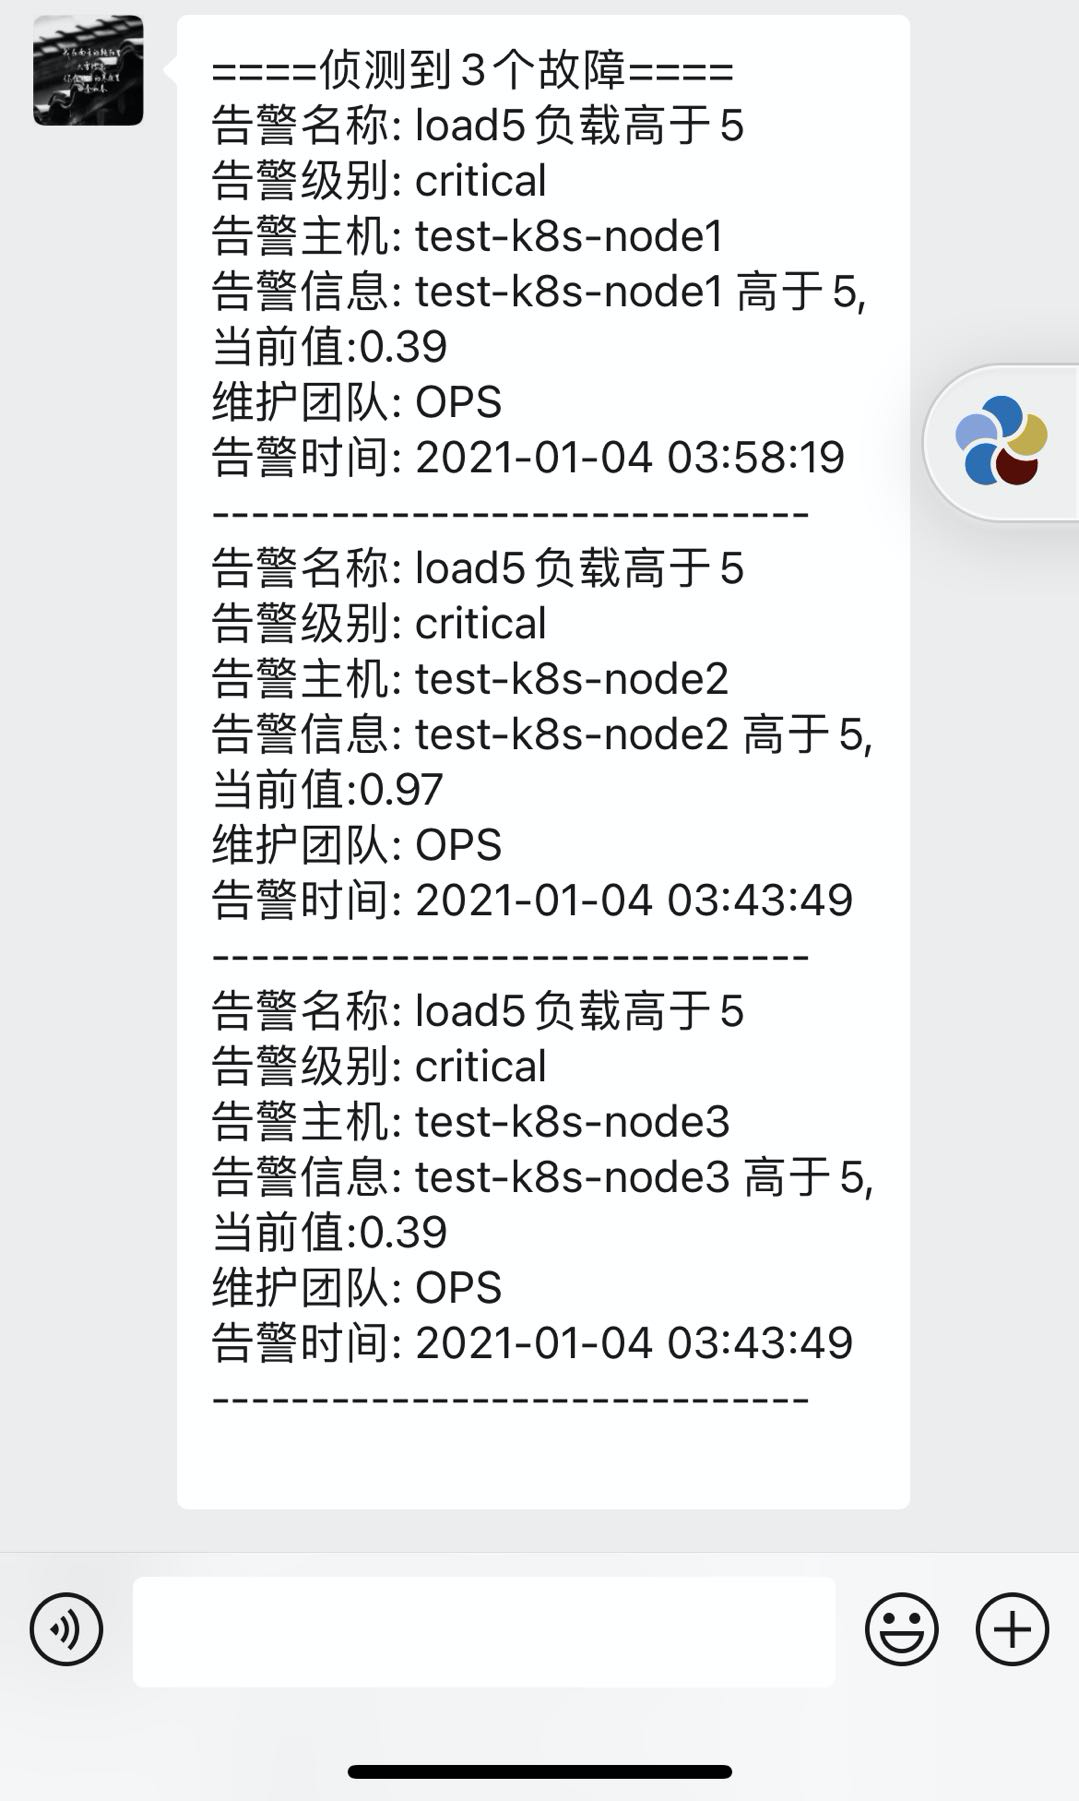 ====侦测到3个故障====
告警名称: load5负载高于5
告警级别: critical
告警主机: test-k8s-node1
告警信息: test-k8s-node1 高于5,
当前值:0.39
维护团队: OPS
告警时间: 2021-01-04 03:58:19
------------------------------
告警名称: load5负载高于5
告警级别: critical
告警主机: test-k8s-node2
告警信息: test-k8s-node2 高于5,
当前值:0.97
维护团队: OPS
告警时间: 2021-01-04 03:43:49
------------------------------
告警名称: load5负载高于5
告警级别: critical
告警主机: test-k8s-node3
告警信息: test-k8s-node3 高于5,
当前值:0.39
维护团队: OPS
告警时间: 2021-01-04 03:43:49
------------------------------